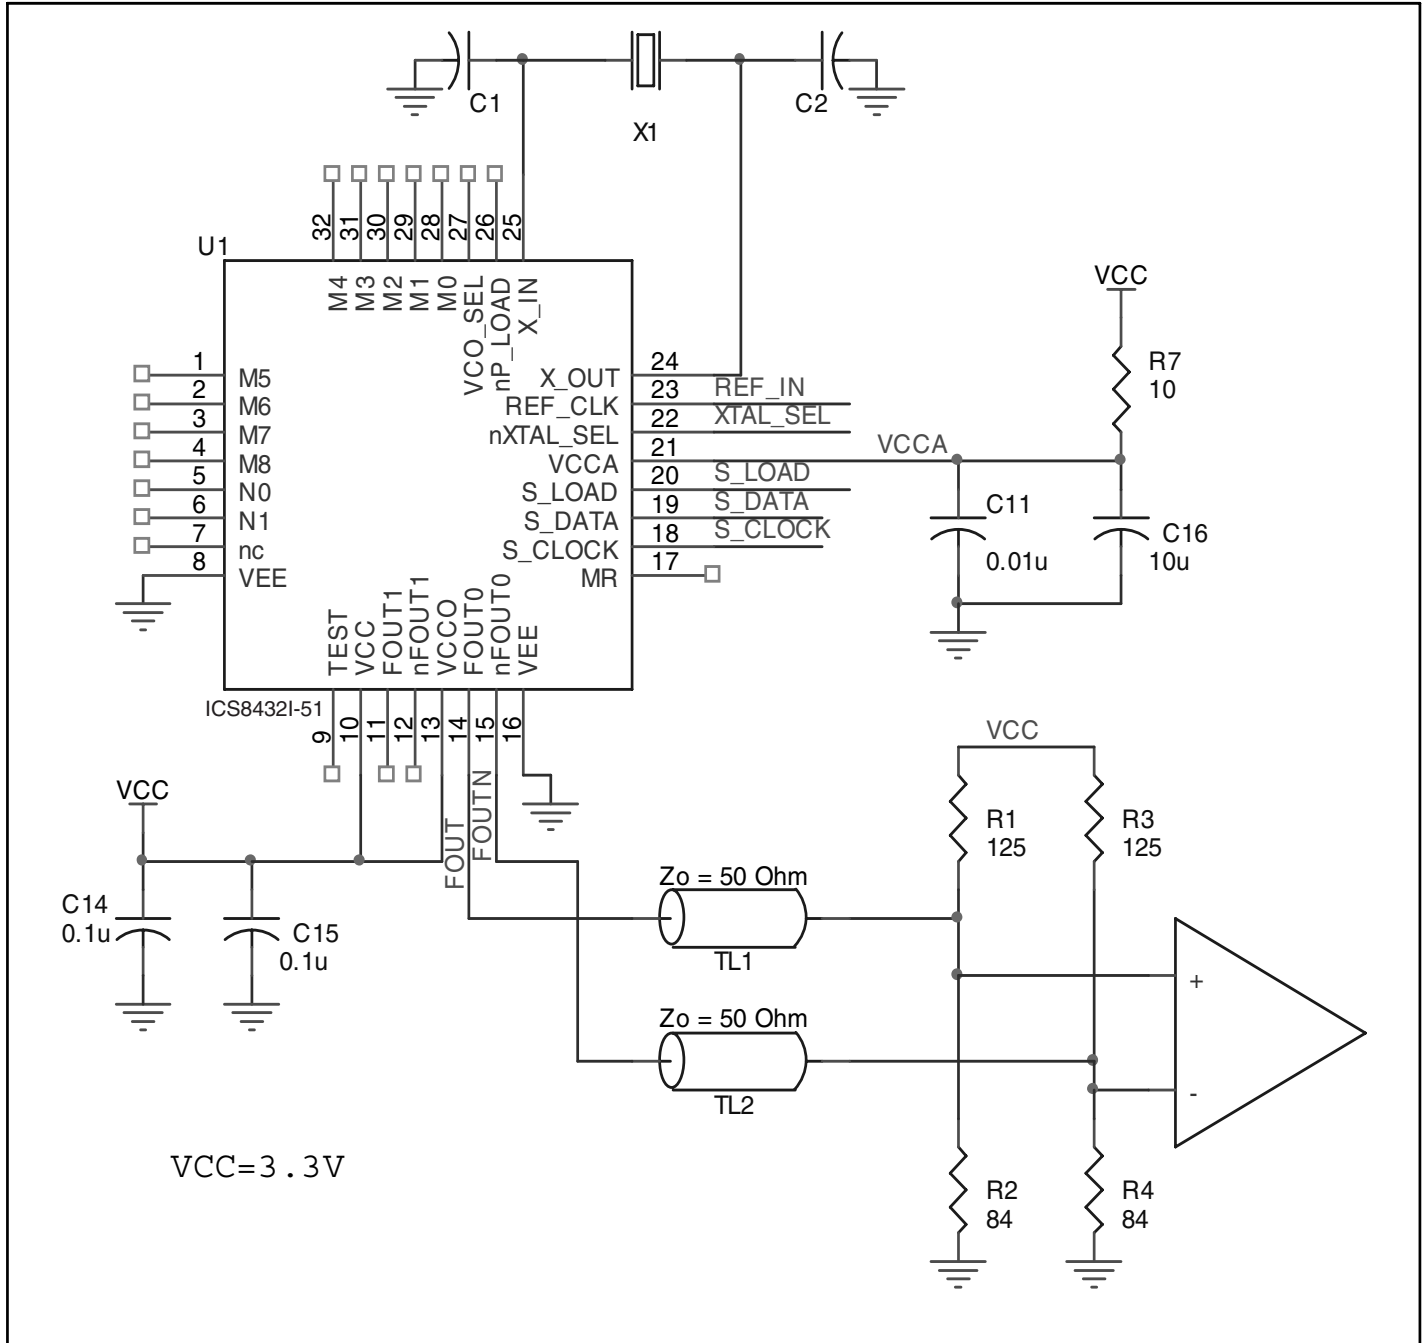 C1
C2
X1
32
31
30
29
28
27
26
25
U1
M4
M3
M2
M1
M0
VCO_SEL
nP_LOAD
X_IN
VCC
1
M5
2
M6
3
M7
4
M8
5
N0
6
N1
7
nc
8
VEE
24
X_OUT
23
REF_CLK
REF_IN
22
nXTAL_SEL
XTAL_SEL
21
VCCA
VCCA
20
S_LOAD
S_LOAD
19
S_DATA
S_DATA
18
S_CLOCK
S_CLOCK
17
MR
R7
10
C11
0.01u
C16
10u
TEST
VCC
FOUT1
nFOUT1
VCCO
FOUT0
nFOUT0
VEE
ICS8432I-51
9
10
11
12
13
14
15
16
VCC
FOUT
FOUTN
C14
0.1u
C15
0.1u
VCC
R1
125
R3
125
Zo = 50 Ohm
TL1
Zo = 50 Ohm
TL2
+
-
VCC=3.3V
R2
84
R4
84